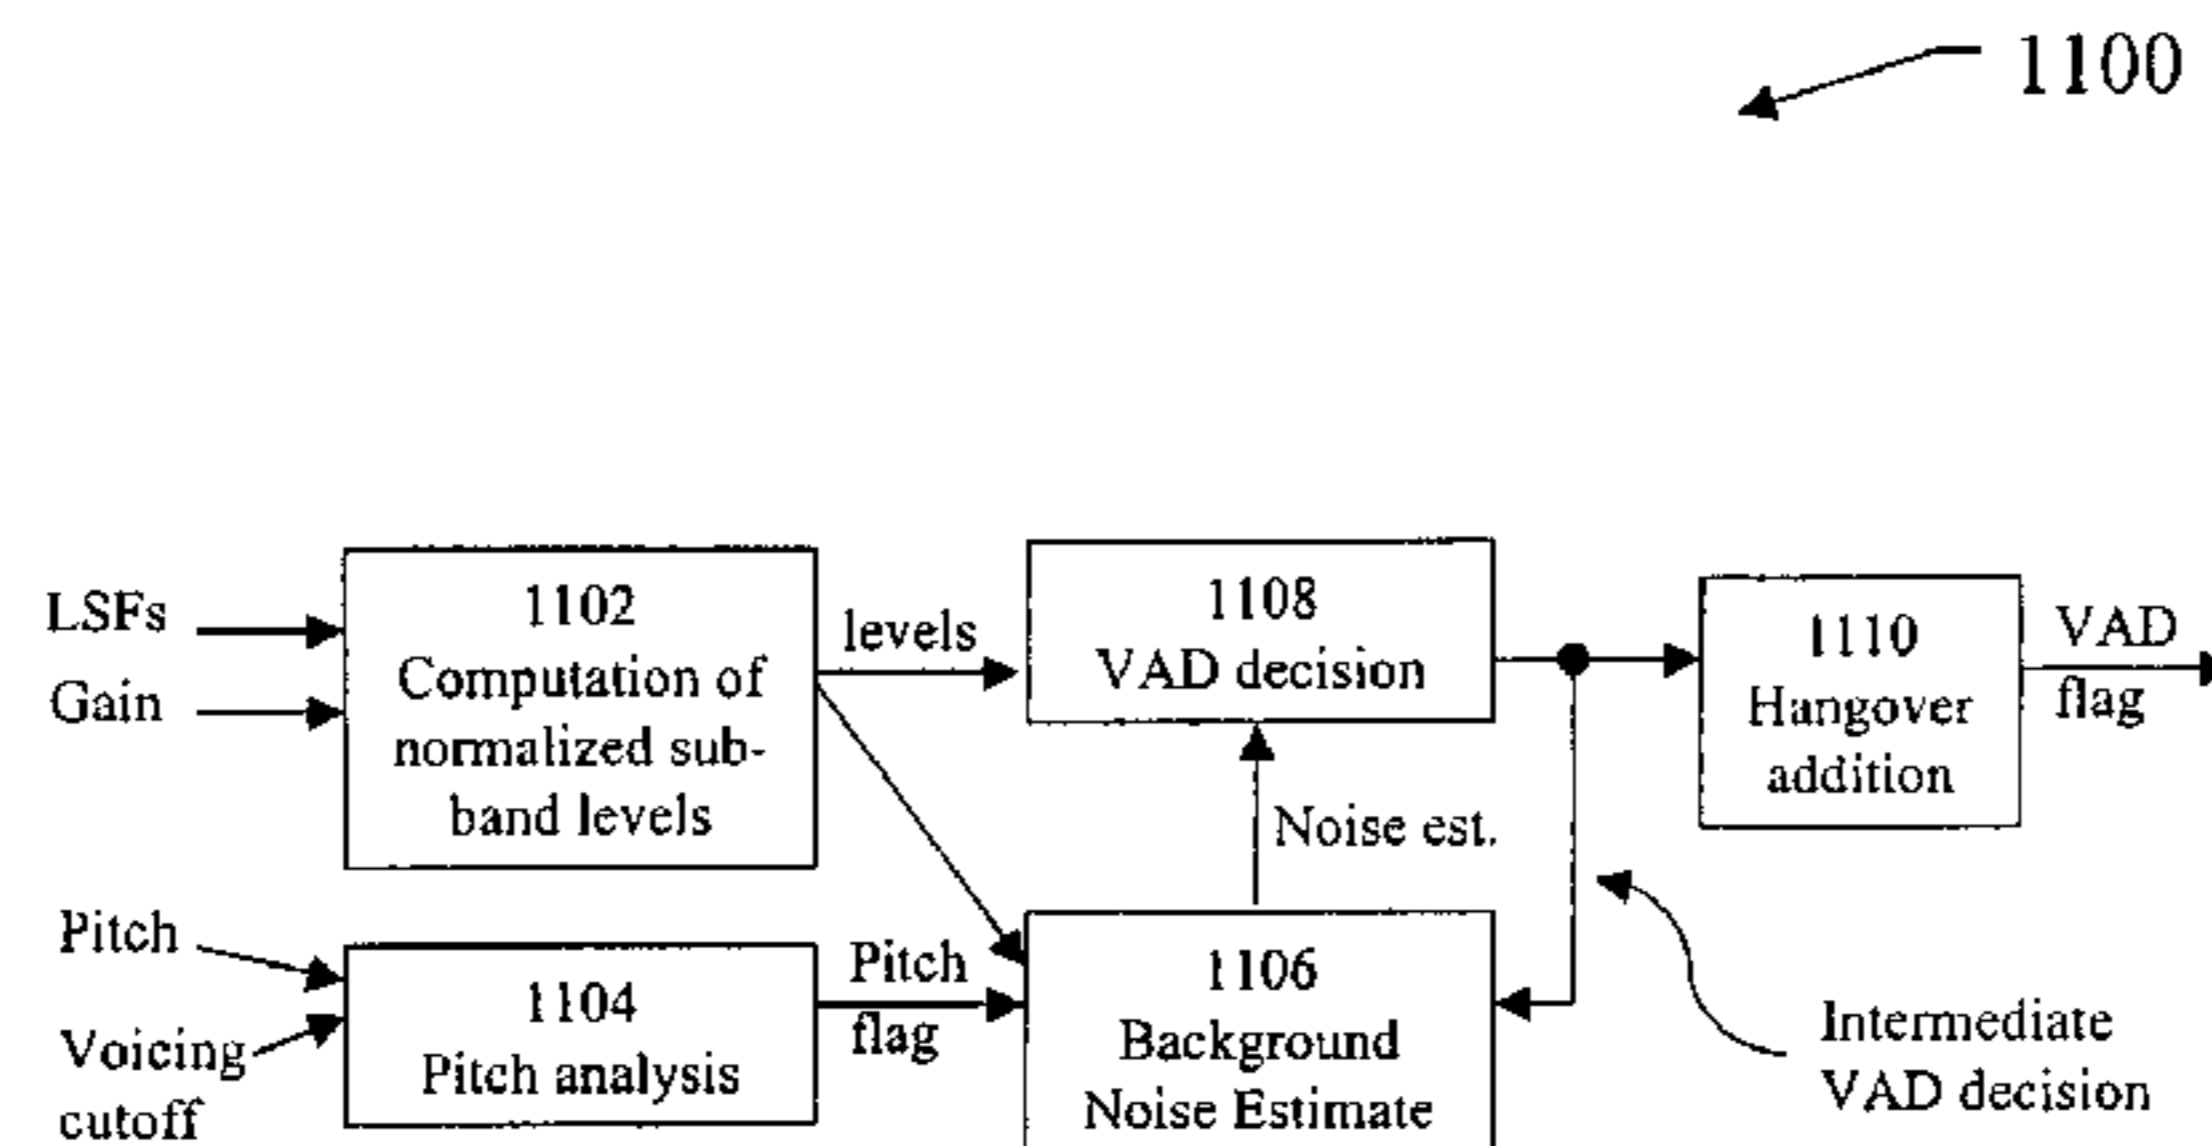 1100
LSFs
Gain
1102
Computation of
normalized sub-
band levels
levels
1108
VAD decision
1110
Hangover
addition
VAD
flag
Noise est.
Pitch
Voicing
cutoff
1104
Pitch analysis
Pitch
flag
1106
Background
Noise Estimate
Intermediate
VAD decision